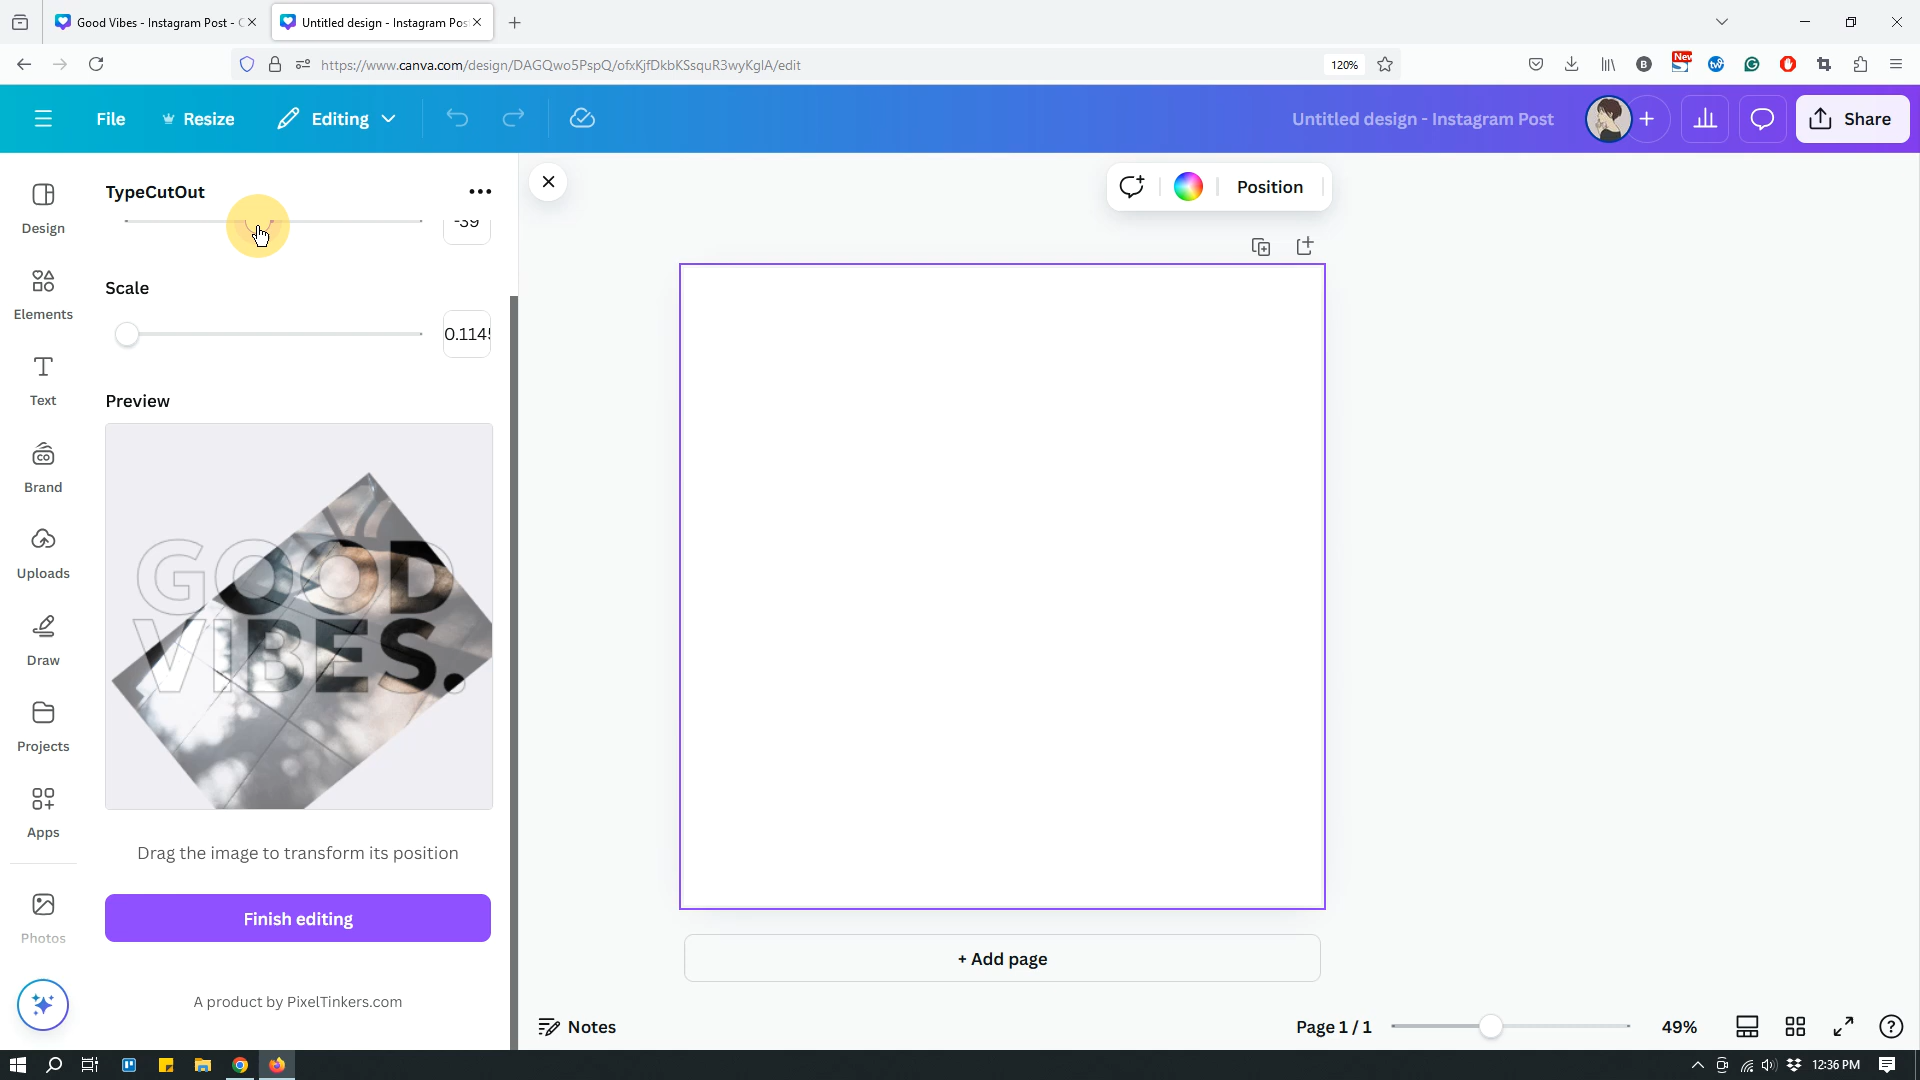 Good Vibes - Instagram Post - C
Untitled design - Instagram Pos
https://www.canva.com/design/DAGQwo5PspQ/ofxKjfDkbKSsquR3wyKglA/edit
120%
New
File
Resize
Editing
Untitled design - Instagram Post
Share
Design
Elements
Text
Brand
Uploads
Draw
Projects
Apps
Photos
TypeCutOut
-39
Scale
0.1145
Preview
GOOD
VIBES.
Drag the image to transform its position
Finish editing
A product by PixelTinkers.com
Position
+ Add page
Notes
Page 1 / 1
49%
12:36 PM